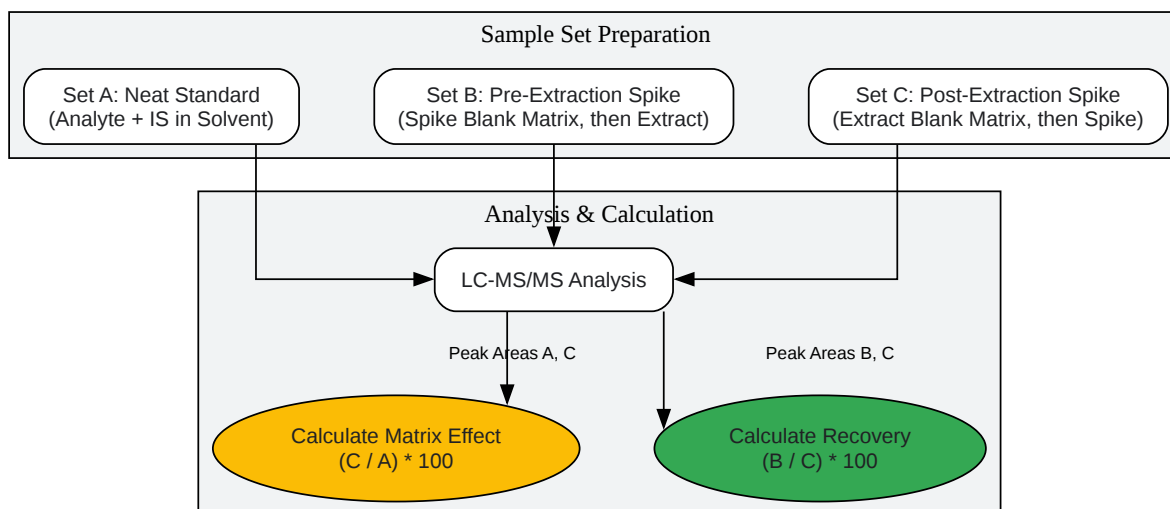 Sample Set Preparation
Set A: Neat Standard
(Analyte + IS in Solvent)
Set B: Pre-Extraction Spike
(Spike Blank Matrix, then Extract)
Set C: Post-Extraction Spike
(Extract Blank Matrix, then Spike)
Analysis & Calculation
LC-MS/MS Analysis
Peak Areas A, C
Peak Areas B, C
Calculate Matrix Effect
(C / A) * 100
Calculate Recovery
(B / C) * 100